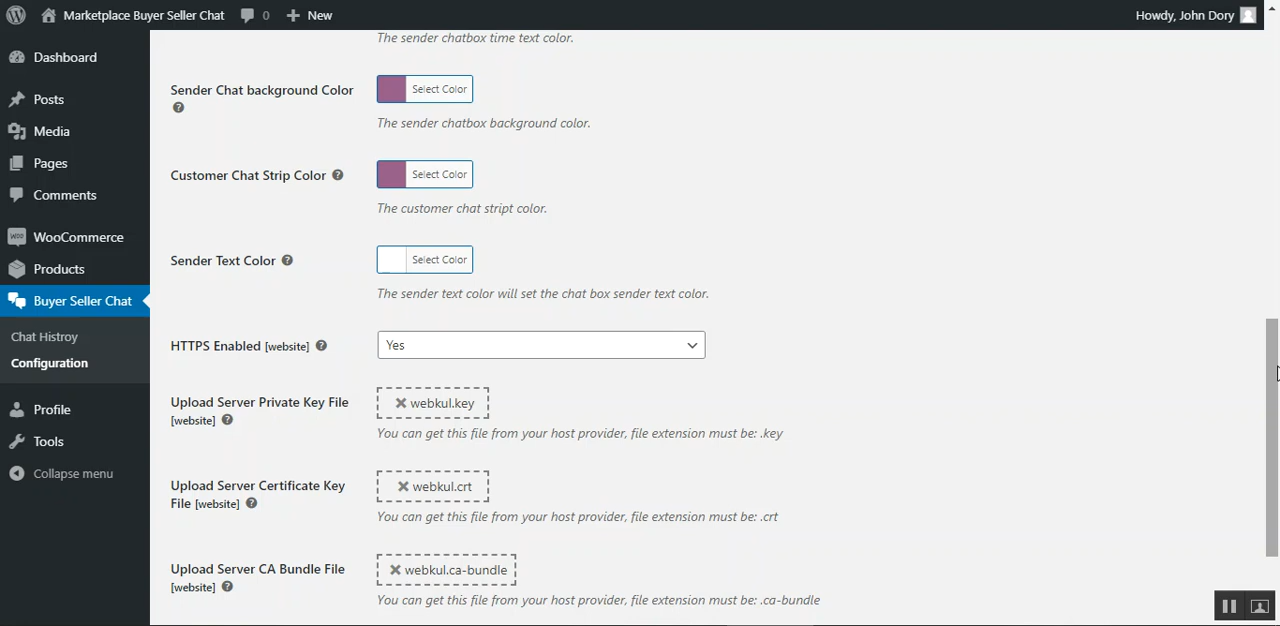 Marketplace Buyer Seller Chat 0 New Howdy, John Dory
Dashboard
Posts
Media
Pages
Comments
WooCommerce
Products
Buyer Seller Chat
Chat Histroy
Configuration
Profile
Tools
Collapse menu
The sender chatbox time text color.
Sender Chat background Color
Select Color
The sender chatbox background color.
Customer Chat Strip Color
Select Color
The customer chat stript color.
Sender Text Color
Select Color
The sender text color will set the chat box sender text color.
HTTPS Enabled [website]
Yes
Upload Server Private Key File
[website]
webkul.key
You can get this file from your host provider, file extension must be: .key
Upload Server Certificate Key
File [website]
webkul.crt
You can get this file from your host provider, file extension must be: .crt
Upload Server CA Bundle File
[website]
webkul.ca-bundle
You can get this file from your host provider, file extension must be: .ca-bundle